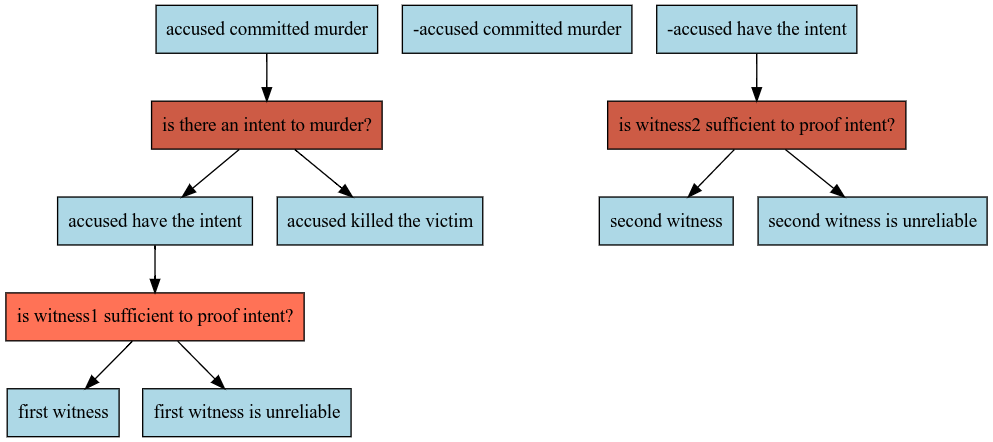 accused committed murder
-accused committed murder
-accused have the intent
is there an intent to murder?
is witness2 sufficient to proof intent?
accused have the intent
accused killed the victim
second witness
second witness is unreliable
is witness1 sufficient to proof intent?
first witness
first witness is unreliable